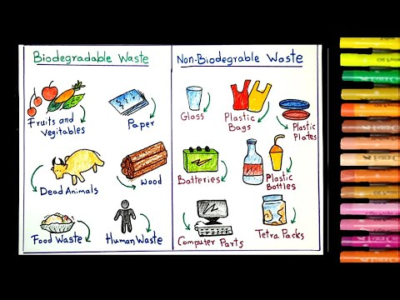 Biodegradable Waste
Non-Biodegrable Waste
Fruits and
Vegitables
Paper
Dead Animals
Wood
Food Waste
Human Waste
Glass
Plastic
Bags
Plastic
Plates
Batteries
Plastic
Bottles
Computer Parts
Tetra Packs